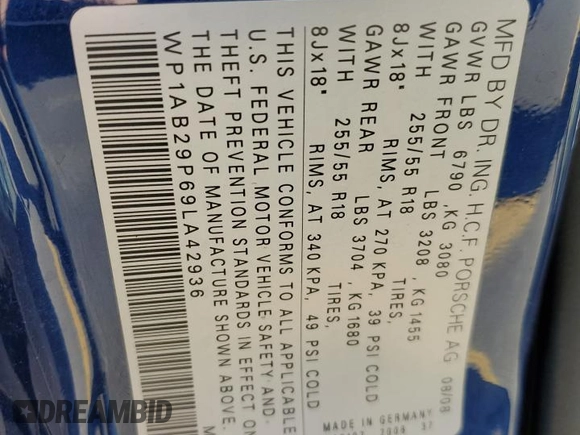 MFD BY DR. ING. H.C.F. PORSCHE AG 08/08
GVWR LBS 6790 ,KG 3080
GAWR FRONT LBS 3208 ,KG 1455
WITH 255/55 R18 TIRES,
8Jx18" RIMS, AT 270 KPA, 39 PSI COLD
GAWR REAR LBS 3704 ,KG 1680
WITH 255/55 R18 TIRES,
8Jx18" RIMS, AT 340 KPA, 49 PSI COLD
THIS VEHICLE CONFORMS TO ALL APPLICABLE
U.S. FEDERAL MOTOR VEHICLE SAFETY AND
THEFT PREVENTION STANDARDS IN EFFECT ON
THE DATE OF MANUFACTURE SHOWN ABOVE.
WP1AB29P69LA42936
MADE IN GERMANY
DREAMBID